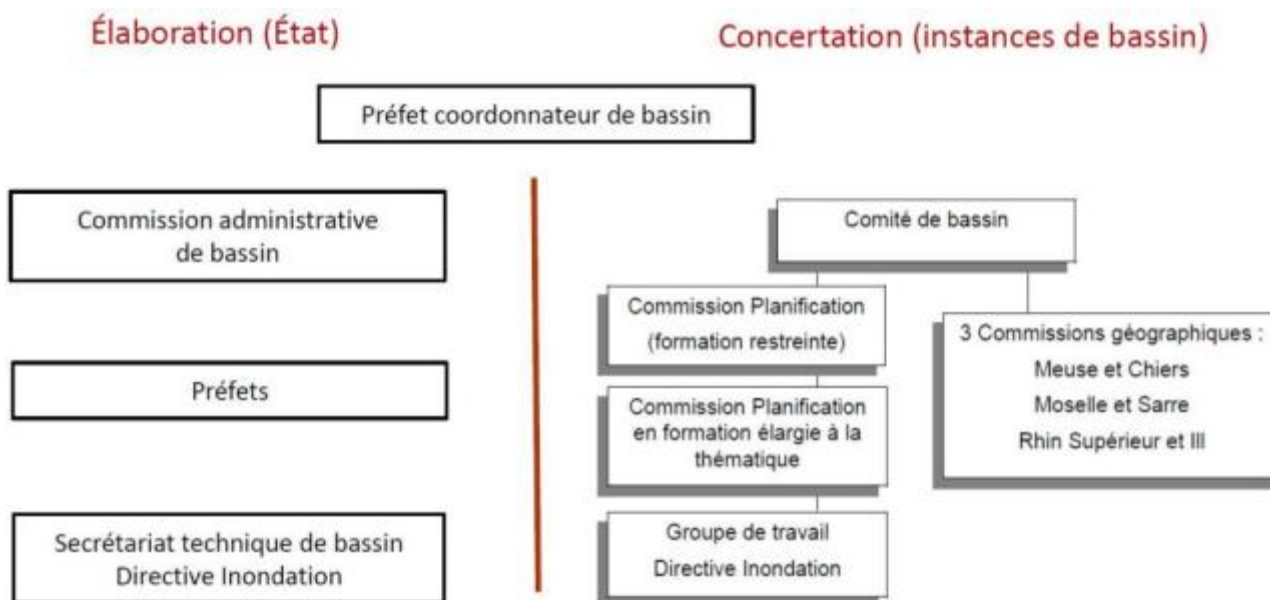 Élaboration (État)
Concertation (instances de bassin)
Préfet coordonnateur de bassin
Commission administrative
de bassin
Préfets
Secrétariat technique de bassin
Directive Inondation
Comité de bassin
Commission Planification
(formation restreinte)
Commission Planification
en formation élargie à la
thématique
Groupe de travail
Directive Inondation
3 Commissions géographiques :
Meuse et Chiers
Moselle et Sarre
Rhin Supérieur et Ill